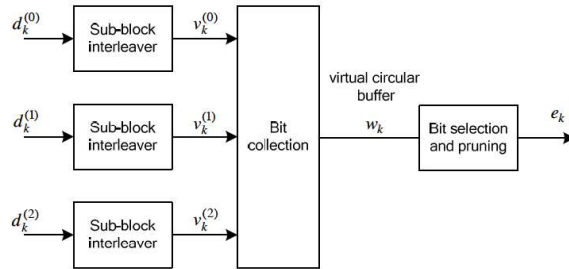 d_k^{(0)}
Sub-block
interleaver
v_k^{(0)}
d_k^{(1)}
Sub-block
interleaver
v_k^{(1)}
d_k^{(2)}
Sub-block
interleaver
v_k^{(2)}
Bit
collection
virtual circular
buffer
w_k
Bit selection
and pruning
e_k